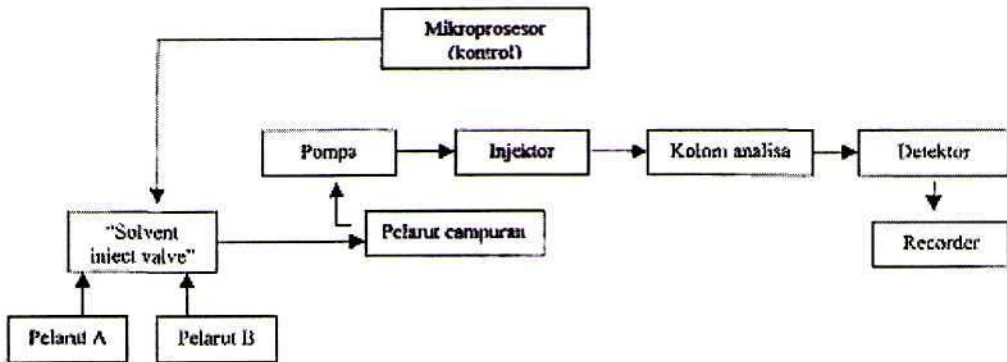 Mikroprosesor
(kontrol)
Pompa
Injektor
Kolom analisa
Detektor
"Solvent
inject valve"
Pelarut campuran
Recorder
Pelarut A
Pelarut B